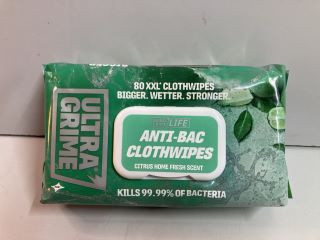 80 XXL+ CLOTHWIPES
BIGGER. WETTER. STRONGER.
ULTRA
GRIME
LIFE
ANTI-BAC
CLOTHWIPES
CITRUS HOME FRESH SCENT
KILLS 99.99% OF BACTERIA